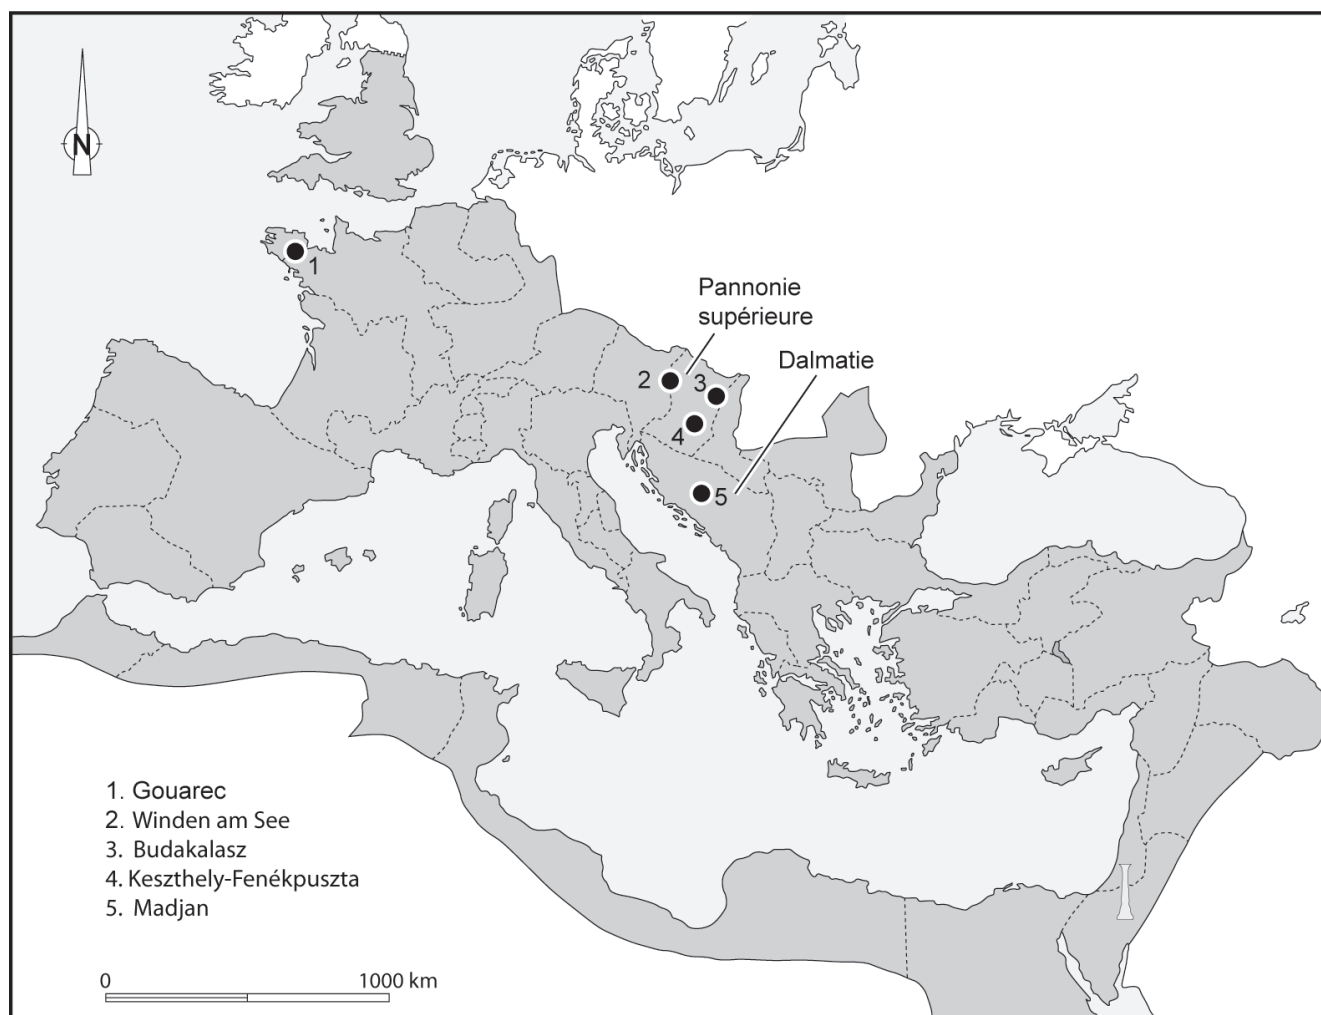 N
1
Pannonie
supérieure
Dalmatie
2
3
4
5
1. Gouarec
2. Winden am See
3. Budakalasz
4. Keszthely-Fenékpuszta
5. Madjan
0 1000 km